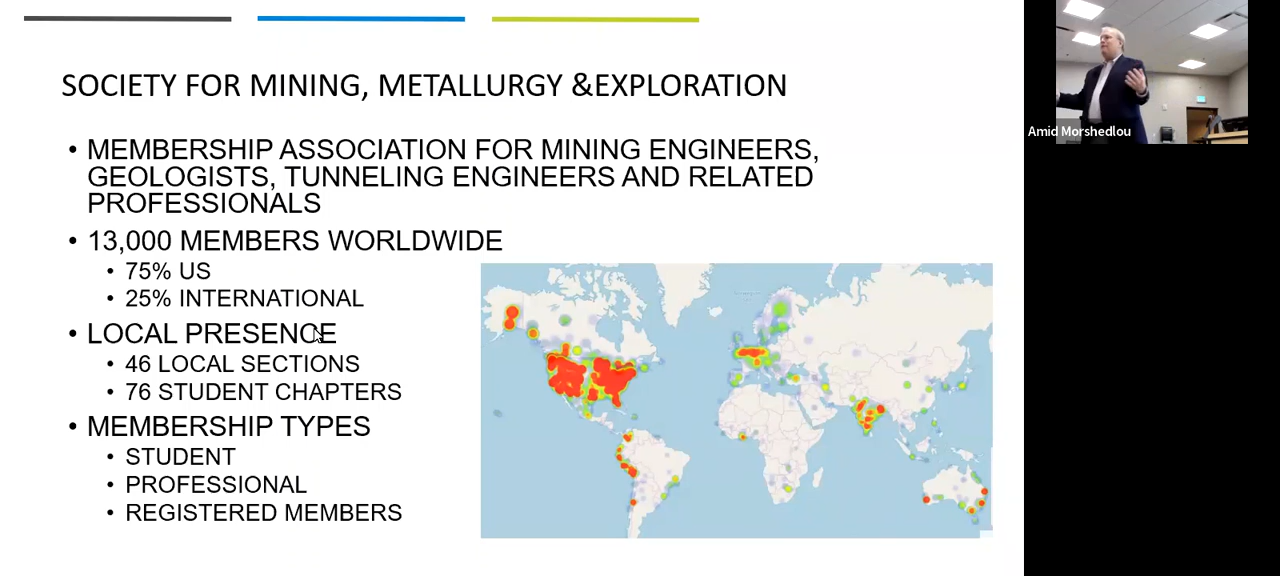 SOCIETY FOR MINING, METALLURGY &EXPLORATION
• MEMBERSHIP ASSOCIATION FOR MINING ENGINEERS,
GEOLOGISTS, TUNNELING ENGINEERS AND RELATED
PROFESSIONALS
• 13,000 MEMBERS WORLDWIDE
• 75% US
• 25% INTERNATIONAL
• LOCAL PRESENCE
• 46 LOCAL SECTIONS
• 76 STUDENT CHAPTERS
• MEMBERSHIP TYPES
• STUDENT
• PROFESSIONAL
• REGISTERED MEMBERS
Amid Morshedlou